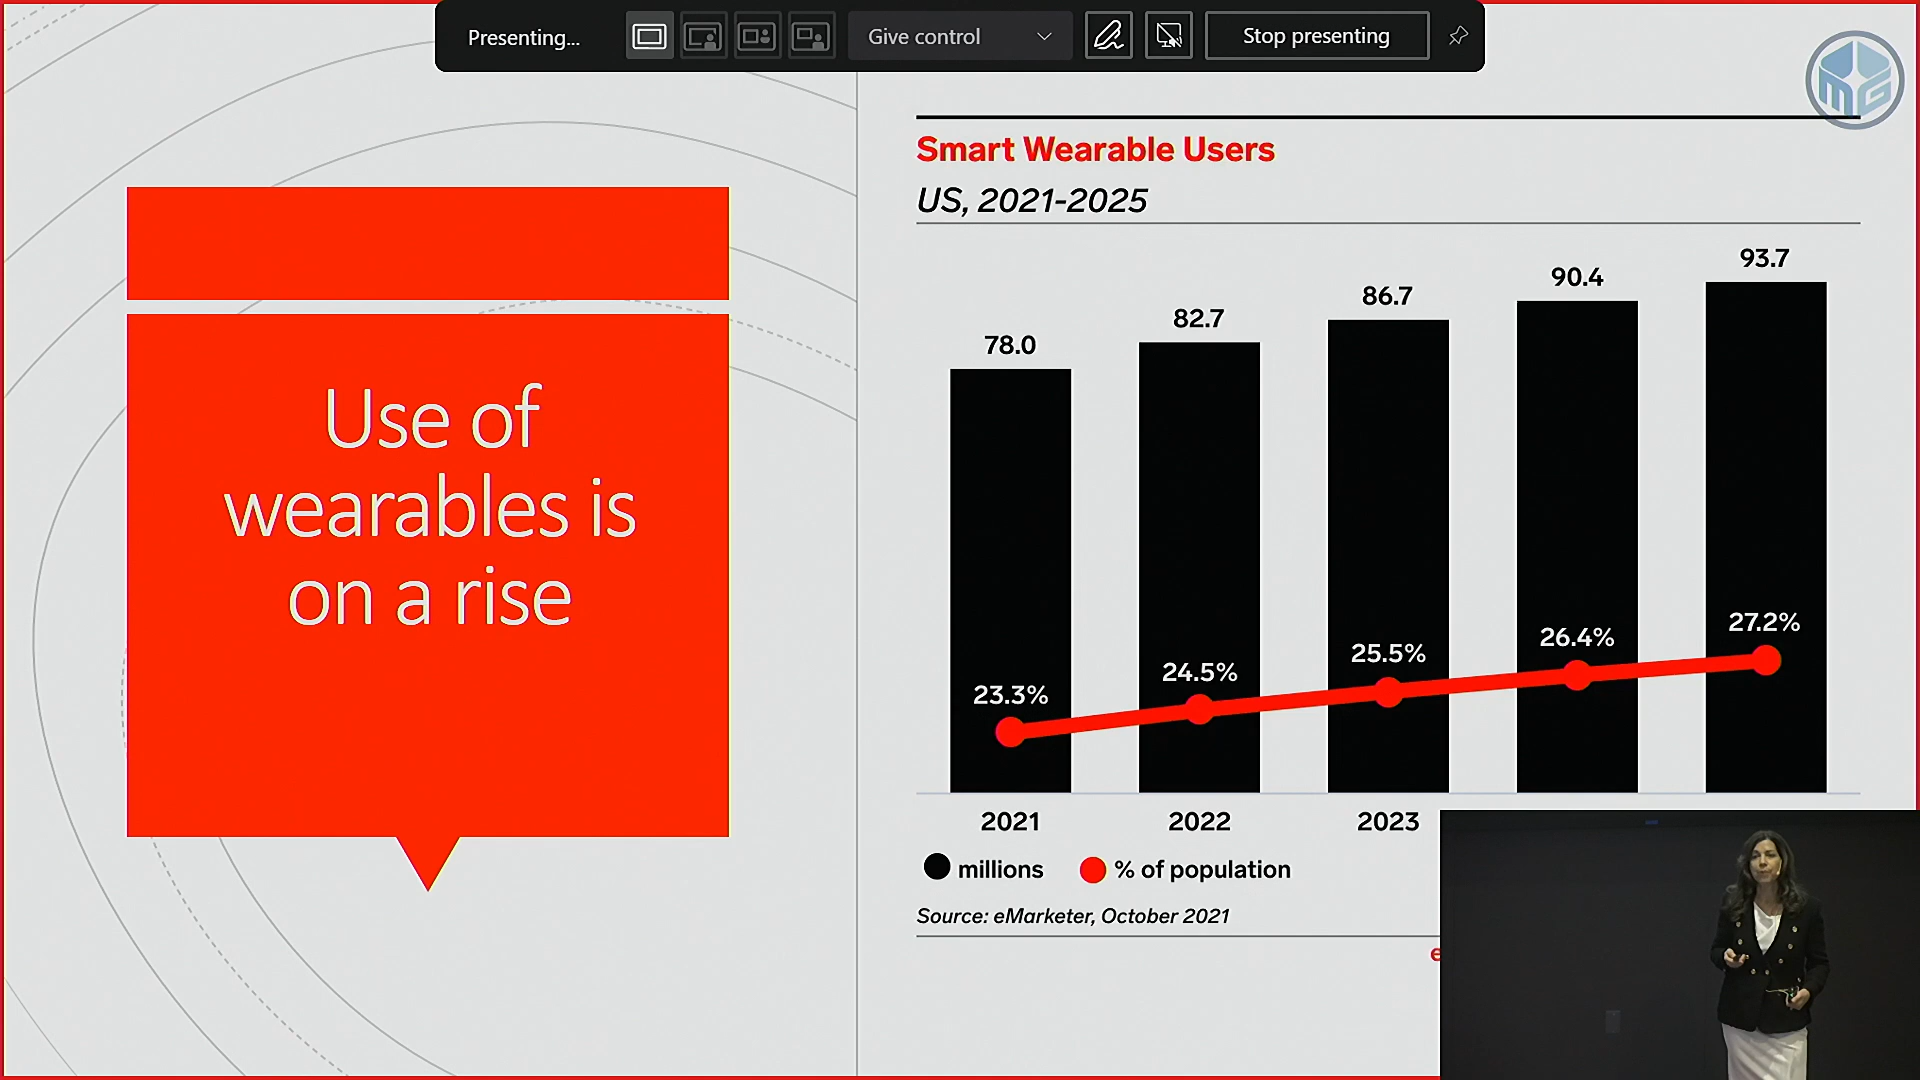 Presenting...
Give control
Stop presenting
MG
Use of
wearables is
on a rise
Smart Wearable Users
US, 2021-2025
78.0
82.7
86.7
90.4
93.7
23.3%
24.5%
25.5%
26.4%
27.2%
2021
2022
2023
millions
% of population
Source: eMarketer, October 2021
e